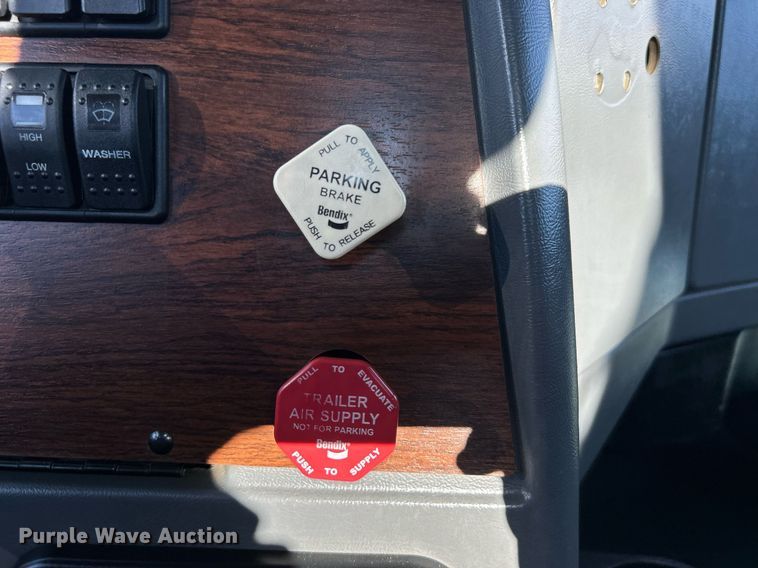 HIGH
LOW
WASHER
PULL TO APPLY
PARKING
BRAKE
Bendix®
PUSH TO RELEASE
PULL TO EVACUATE
TRAILER
AIR SUPPLY
NOT FOR PARKING
Bendix®
PUSH TO SUPPLY
Purple Wave Auction